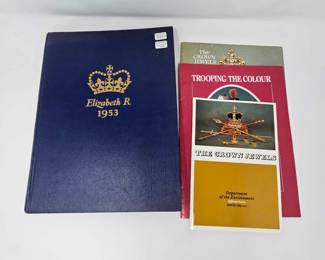 Elizabeth R
1953
The
CROWN
JEWELS
TROOPING THE COLOUR
THE CROWN JEWELS
Department
of the Environment